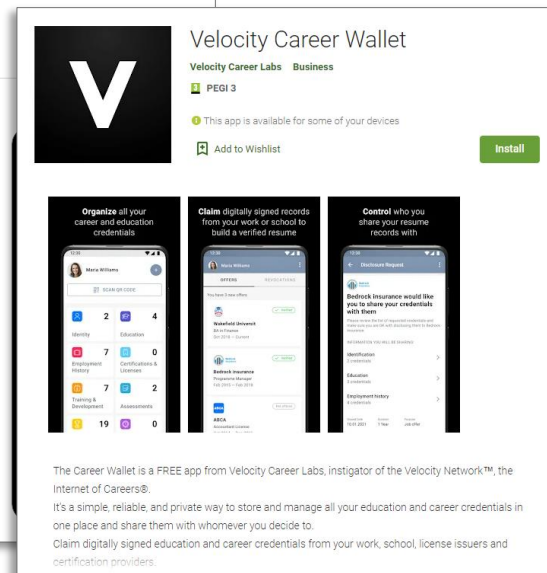 V
Velocity Career Wallet
Velocity Career Labs Business
3 PEGI 3
This app is available for some of your devices
Add to Wishlist
Install
Organize all your
career and education
credentials
Maria Williams
SCAN QR CODE
2
4
Identity
Education
7
0
Employment
History
Certifications &
Licenses
7
2
Training &
Development
Assessments
19
0
Claim digitally signed records
from your work or school to
build a verified resume
Maria Williams
OFFERS
Wakefield Universit
BA in Finance
Bedrock Insurance
Programme Manager
ABCA
Control who you
share your resume
records with
Disclosure Request
Bedrock insurance would like
you to share your credentials
with them
Identification
Education
Employment history
The Career Wallet is a FREE app from Velocity Career Labs, instigator of the Velocity Network™, the
Internet of Careers®.
It's a simple, reliable, and private way to store and manage all your education and career credentials in
one place and share them with whomever you decide to.
Claim digitally signed education and career credentials from your work, school, license issuers and
certification providers.